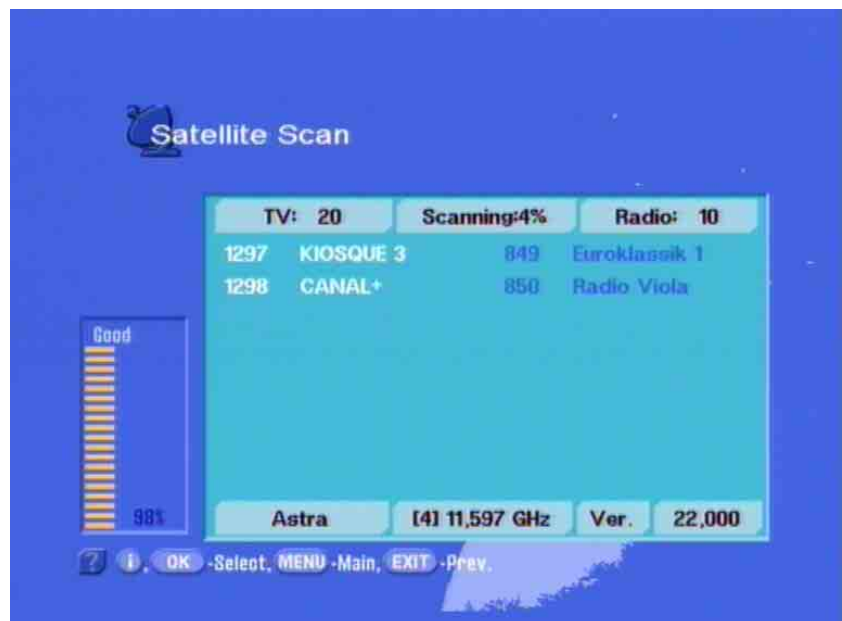 Satellite Scan
TV: 20 Scanning:4% Radio: 10
1297 KIOSQUE 3 849 Euroklassik 1
1298 CANAL+ 850 Radio Viola
Good
98%
Astra [4] 11,597 GHz Ver. 22,000
? i, OK -Select, MENU -Main, EXIT -Prev.